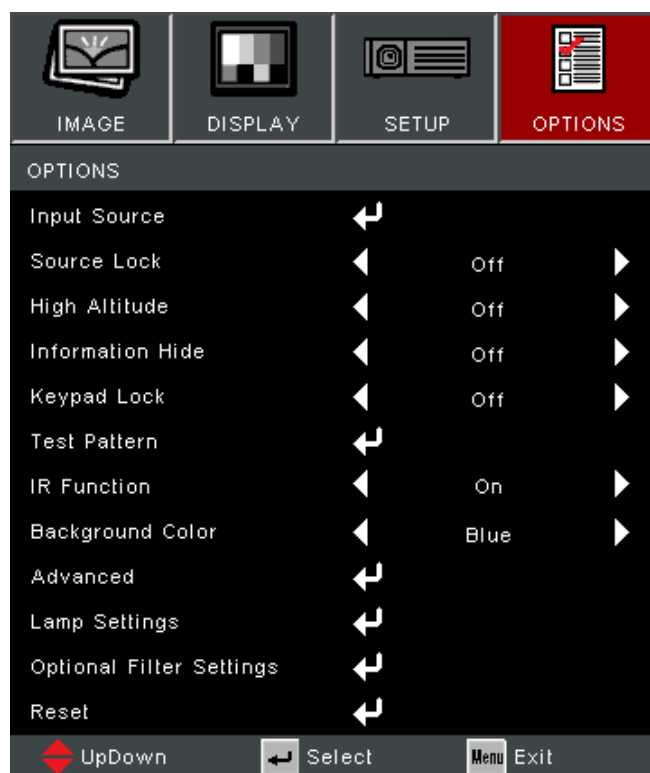 IMAGE DISPLAY SETUP OPTIONS
OPTIONS
Input Source
Source Lock Off
High Altitude Off
Information Hide Off
Keypad Lock Off
Test Pattern
IR Function On
Background Color Blue
Advanced
Lamp Settings
Optional Filter Settings
Reset
UpDown Select Menu Exit